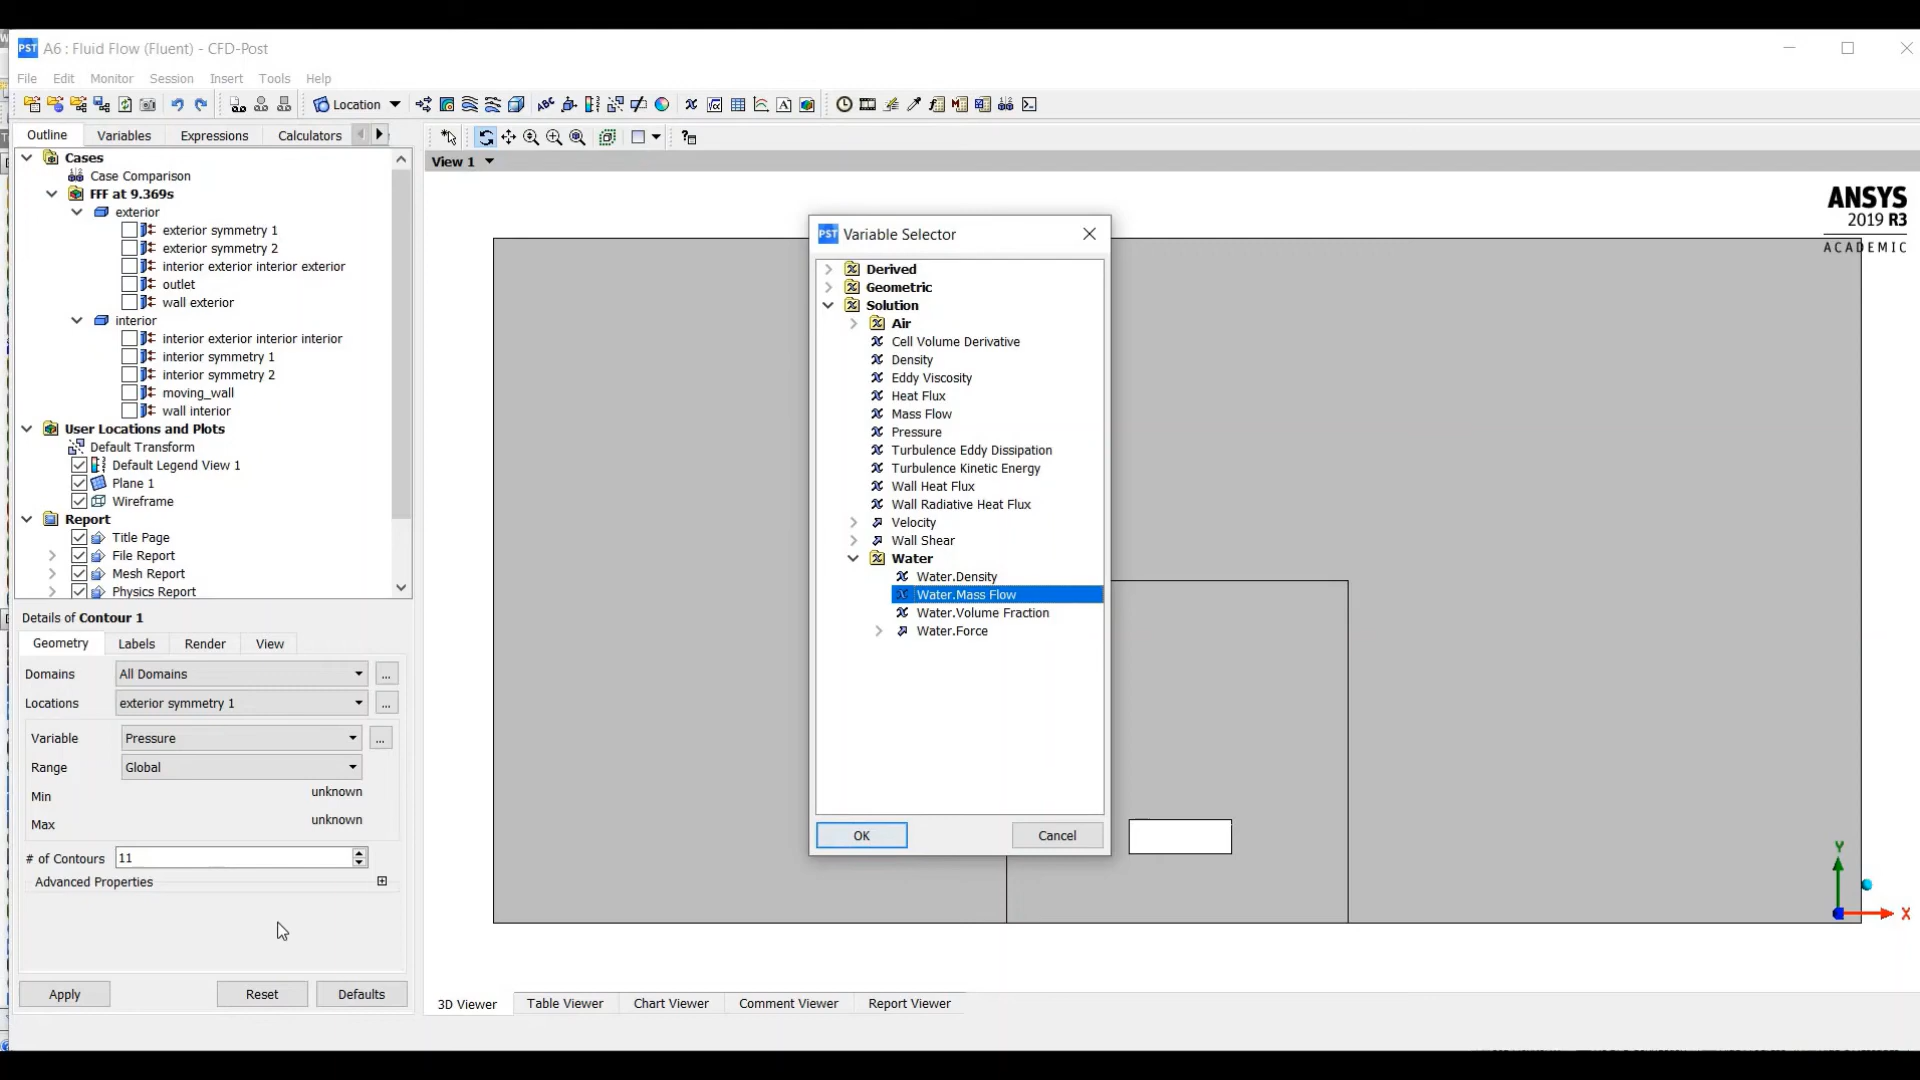 PST A6 : Fluid Flow (Fluent) - CFD-Post
File Edit Monitor Session Insert Tools Help
Location
Outline Variables Expressions Calculators
View 1
Cases
Case Comparison
FFF at 9.369s
exterior
exterior symmetry 1
exterior symmetry 2
interior exterior interior exterior
outlet
wall exterior
interior
interior exterior interior interior
interior symmetry 1
interior symmetry 2
moving_wall
wall interior
User Locations and Plots
Default Transform
Default Legend View 1
Plane 1
Wireframe
Report
Title Page
File Report
Mesh Report
Physics Report
Details of Contour 1
Geometry Labels Render View
Domains All Domains ...
Locations exterior symmetry 1 ...
Variable Pressure ...
Range Global
Min unknown
Max unknown
# of Contours 11
Advanced Properties
Apply Reset Defaults
ANSYS
2019 R3
ACADEMIC
PST Variable Selector
Derived
Geometric
Solution
Air
Cell Volume Derivative
Density
Eddy Viscosity
Heat Flux
Mass Flow
Pressure
Turbulence Eddy Dissipation
Turbulence Kinetic Energy
Wall Heat Flux
Wall Radiative Heat Flux
Velocity
Wall Shear
Water
Water.Density
Water.Mass Flow
Water.Volume Fraction
Water.Force
OK Cancel
Y
X
3D Viewer Table Viewer Chart Viewer Comment Viewer Report Viewer